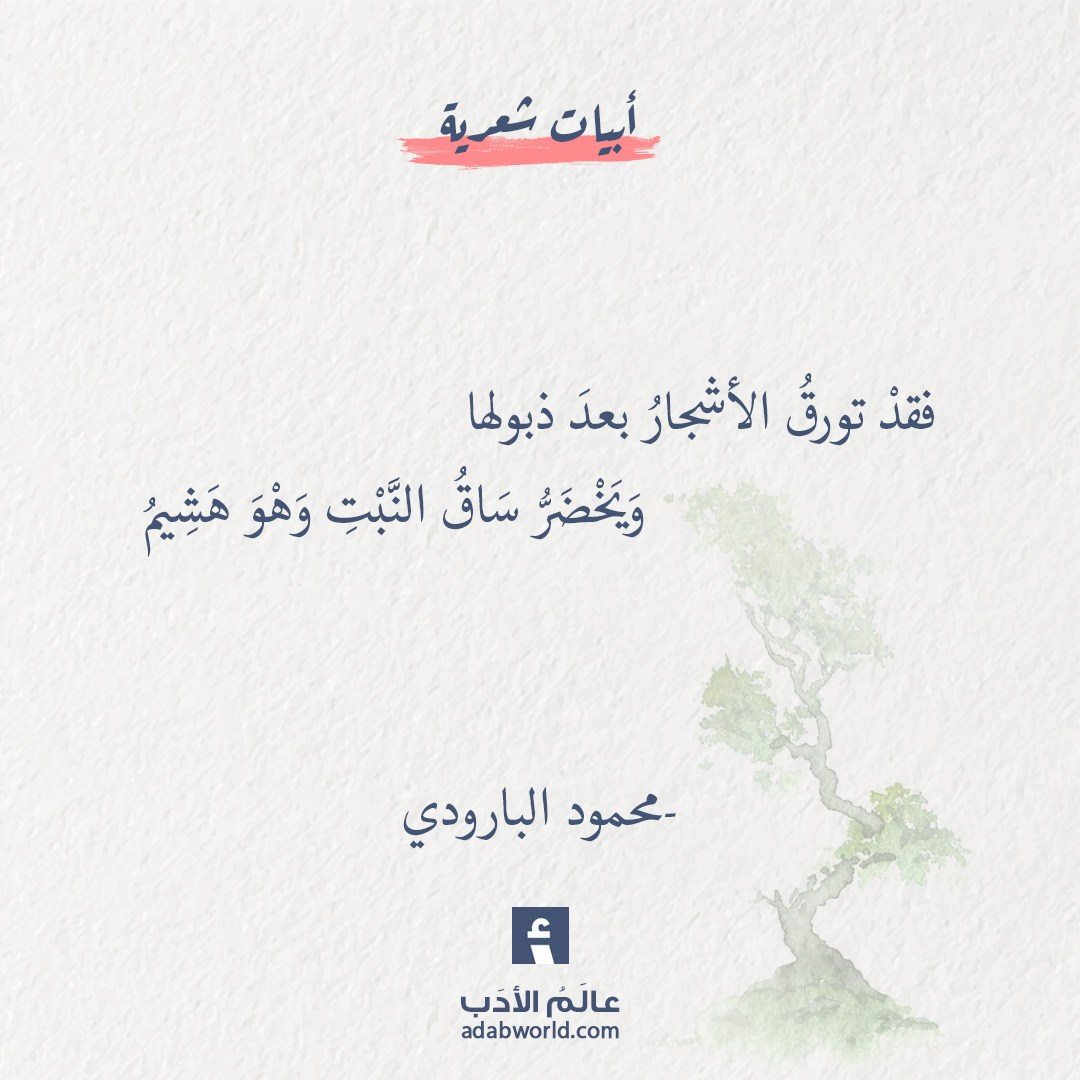 أبيات شعرية
فقدْ تورقُ الأشجارُ بعدَ ذبولها
وَيَخْضَرُّ سَاقُ النَّبْتِ وَهْوَ هَشِيمُ
-محمود البارودي
أ
عالَمُ الأدَب
adabworld.com